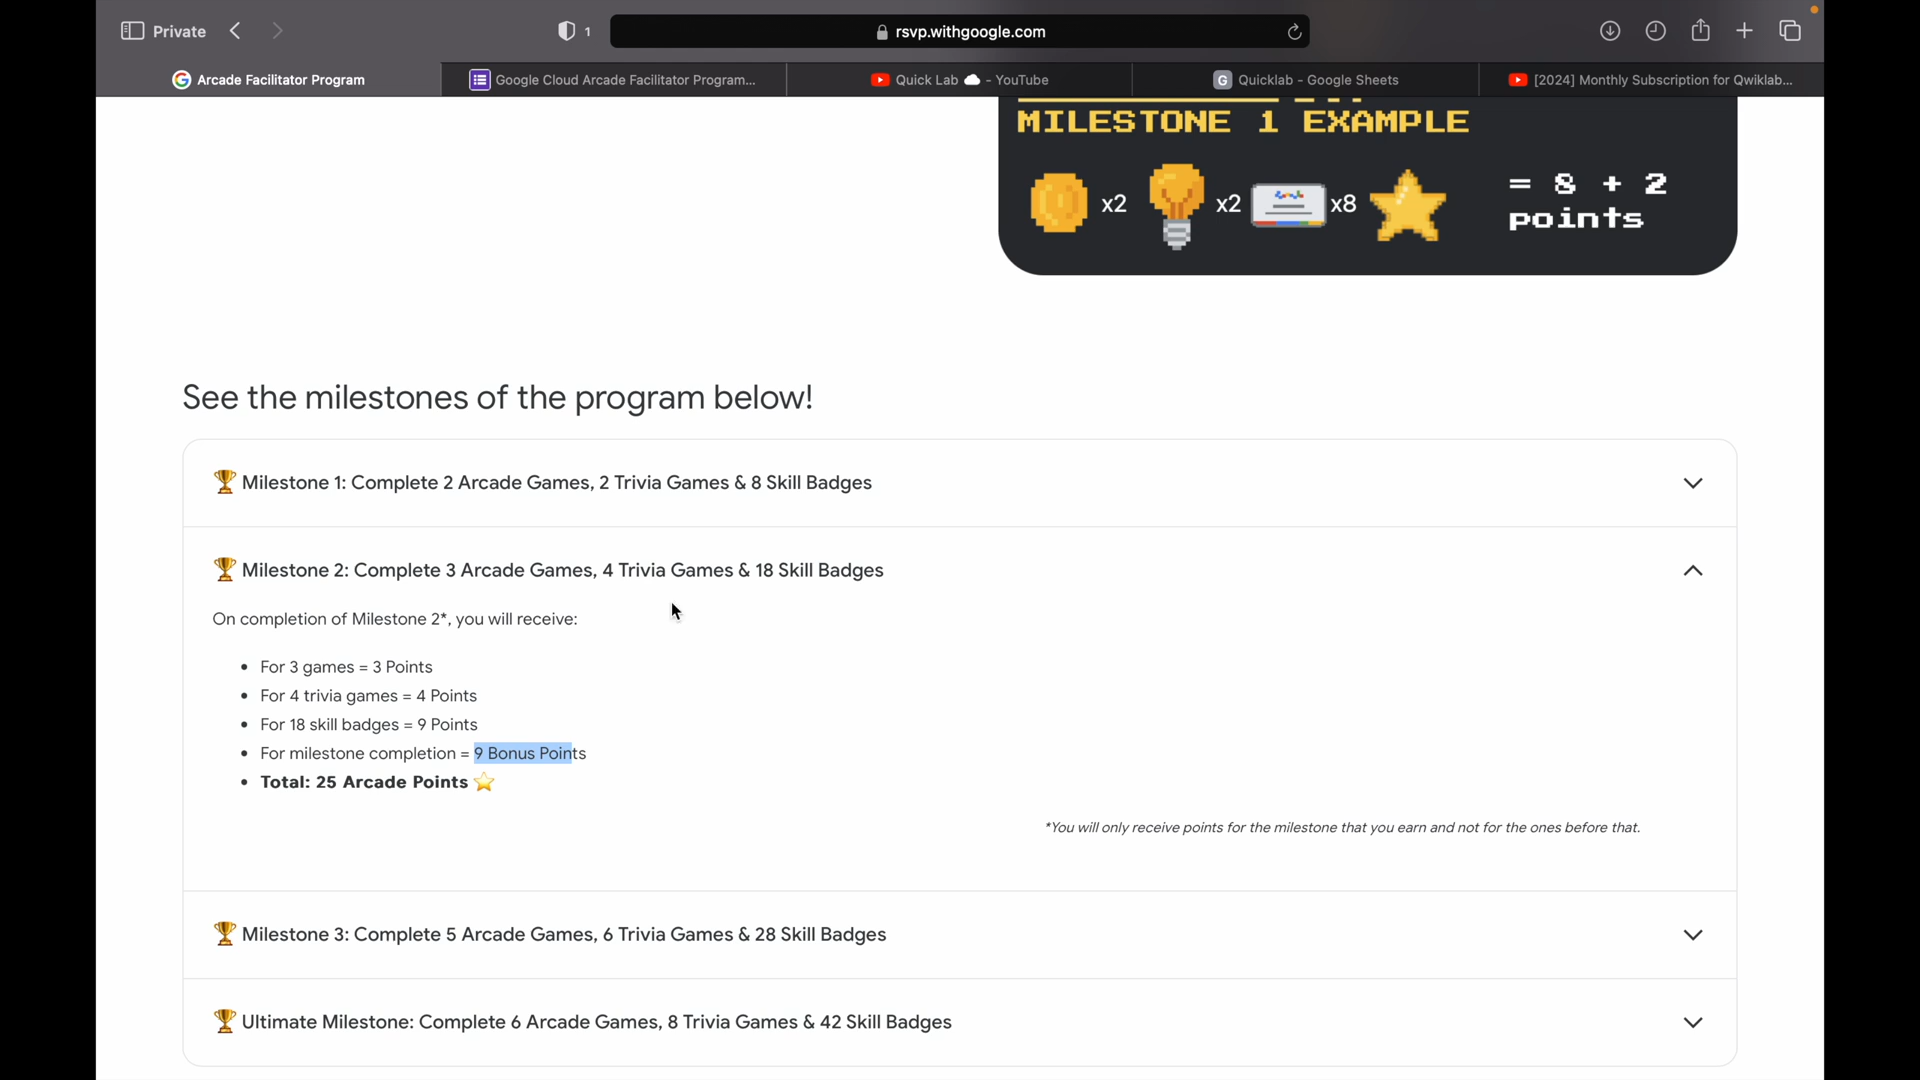 Private
1
rsvp.withgoogle.com
Arcade Facilitator Program
Google Cloud Arcade Facilitator Program...
Quick Lab ☁ - YouTube
G Quicklab - Google Sheets
[2024] Monthly Subscription for Qwiklab...
MILESTONE 1 EXAMPLE
x2 x2 x8 = 8 + 2
points
See the milestones of the program below!
🏆 Milestone 1: Complete 2 Arcade Games, 2 Trivia Games & 8 Skill Badges
🏆 Milestone 2: Complete 3 Arcade Games, 4 Trivia Games & 18 Skill Badges
On completion of Milestone 2*, you will receive:
• For 3 games = 3 Points
• For 4 trivia games = 4 Points
• For 18 skill badges = 9 Points
• For milestone completion = 9 Bonus Points
• Total: 25 Arcade Points ⭐
*You will only receive points for the milestone that you earn and not for the ones before that.
🏆 Milestone 3: Complete 5 Arcade Games, 6 Trivia Games & 28 Skill Badges
🏆 Ultimate Milestone: Complete 6 Arcade Games, 8 Trivia Games & 42 Skill Badges